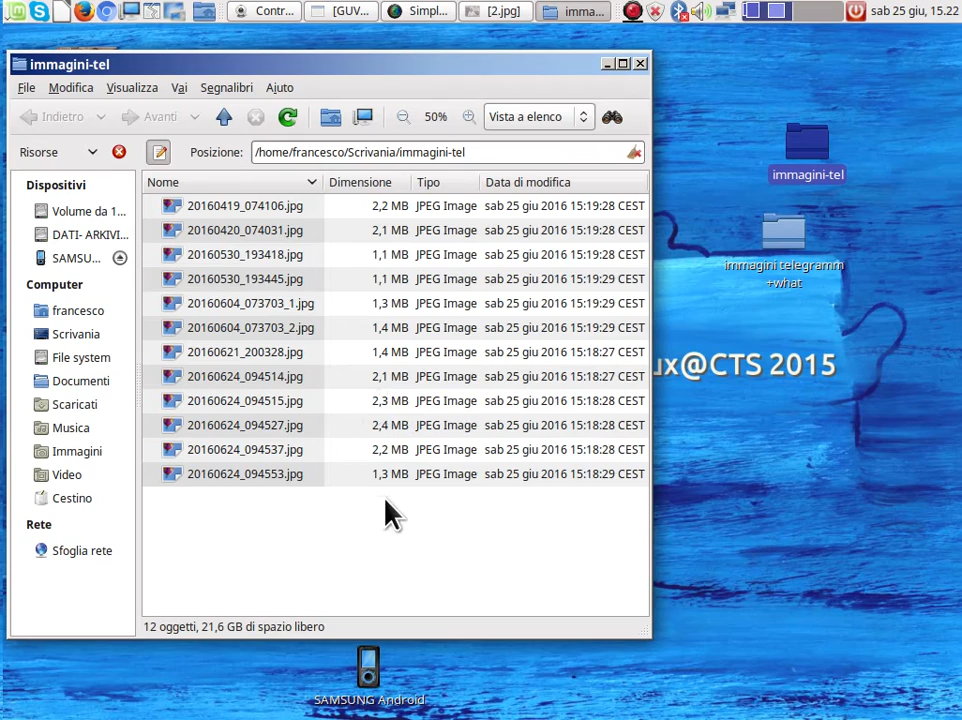 Contr...
[GUV...
Simpl...
[2.jpg]
imma...
sab 25 giu, 15.22
immagini-tel
File Modifica Visualizza Vai Segnalibri Aiuto
Indietro Avanti 50% Vista a elenco
Risorse Posizione: /home/francesco/Scrivania/immagini-tel
Dispositivi
Volume da 1...
DATI- ARKIVI...
SAMSU...
Computer
francesco
Scrivania
File system
Documenti
Scaricati
Musica
Immagini
Video
Cestino
Rete
Sfoglia rete
Nome Dimensione Tipo Data di modifica
20160419_074106.jpg 2,2 MB JPEG Image sab 25 giu 2016 15:19:28 CEST
20160420_074031.jpg 2,1 MB JPEG Image sab 25 giu 2016 15:19:28 CEST
20160530_193418.jpg 1,1 MB JPEG Image sab 25 giu 2016 15:19:28 CEST
20160530_193445.jpg 1,1 MB JPEG Image sab 25 giu 2016 15:19:29 CEST
20160604_073703_1.jpg 1,3 MB JPEG Image sab 25 giu 2016 15:19:29 CEST
20160604_073703_2.jpg 1,4 MB JPEG Image sab 25 giu 2016 15:19:29 CEST
20160621_200328.jpg 1,4 MB JPEG Image sab 25 giu 2016 15:18:27 CEST
20160624_094514.jpg 2,1 MB JPEG Image sab 25 giu 2016 15:18:27 CEST
20160624_094515.jpg 2,3 MB JPEG Image sab 25 giu 2016 15:18:28 CEST
20160624_094527.jpg 2,4 MB JPEG Image sab 25 giu 2016 15:18:28 CEST
20160624_094537.jpg 2,2 MB JPEG Image sab 25 giu 2016 15:18:28 CEST
20160624_094553.jpg 1,3 MB JPEG Image sab 25 giu 2016 15:18:29 CEST
12 oggetti, 21,6 GB di spazio libero
immagini-tel
immagini telegramm
+what
ux@CTS 2015
SAMSUNG Android